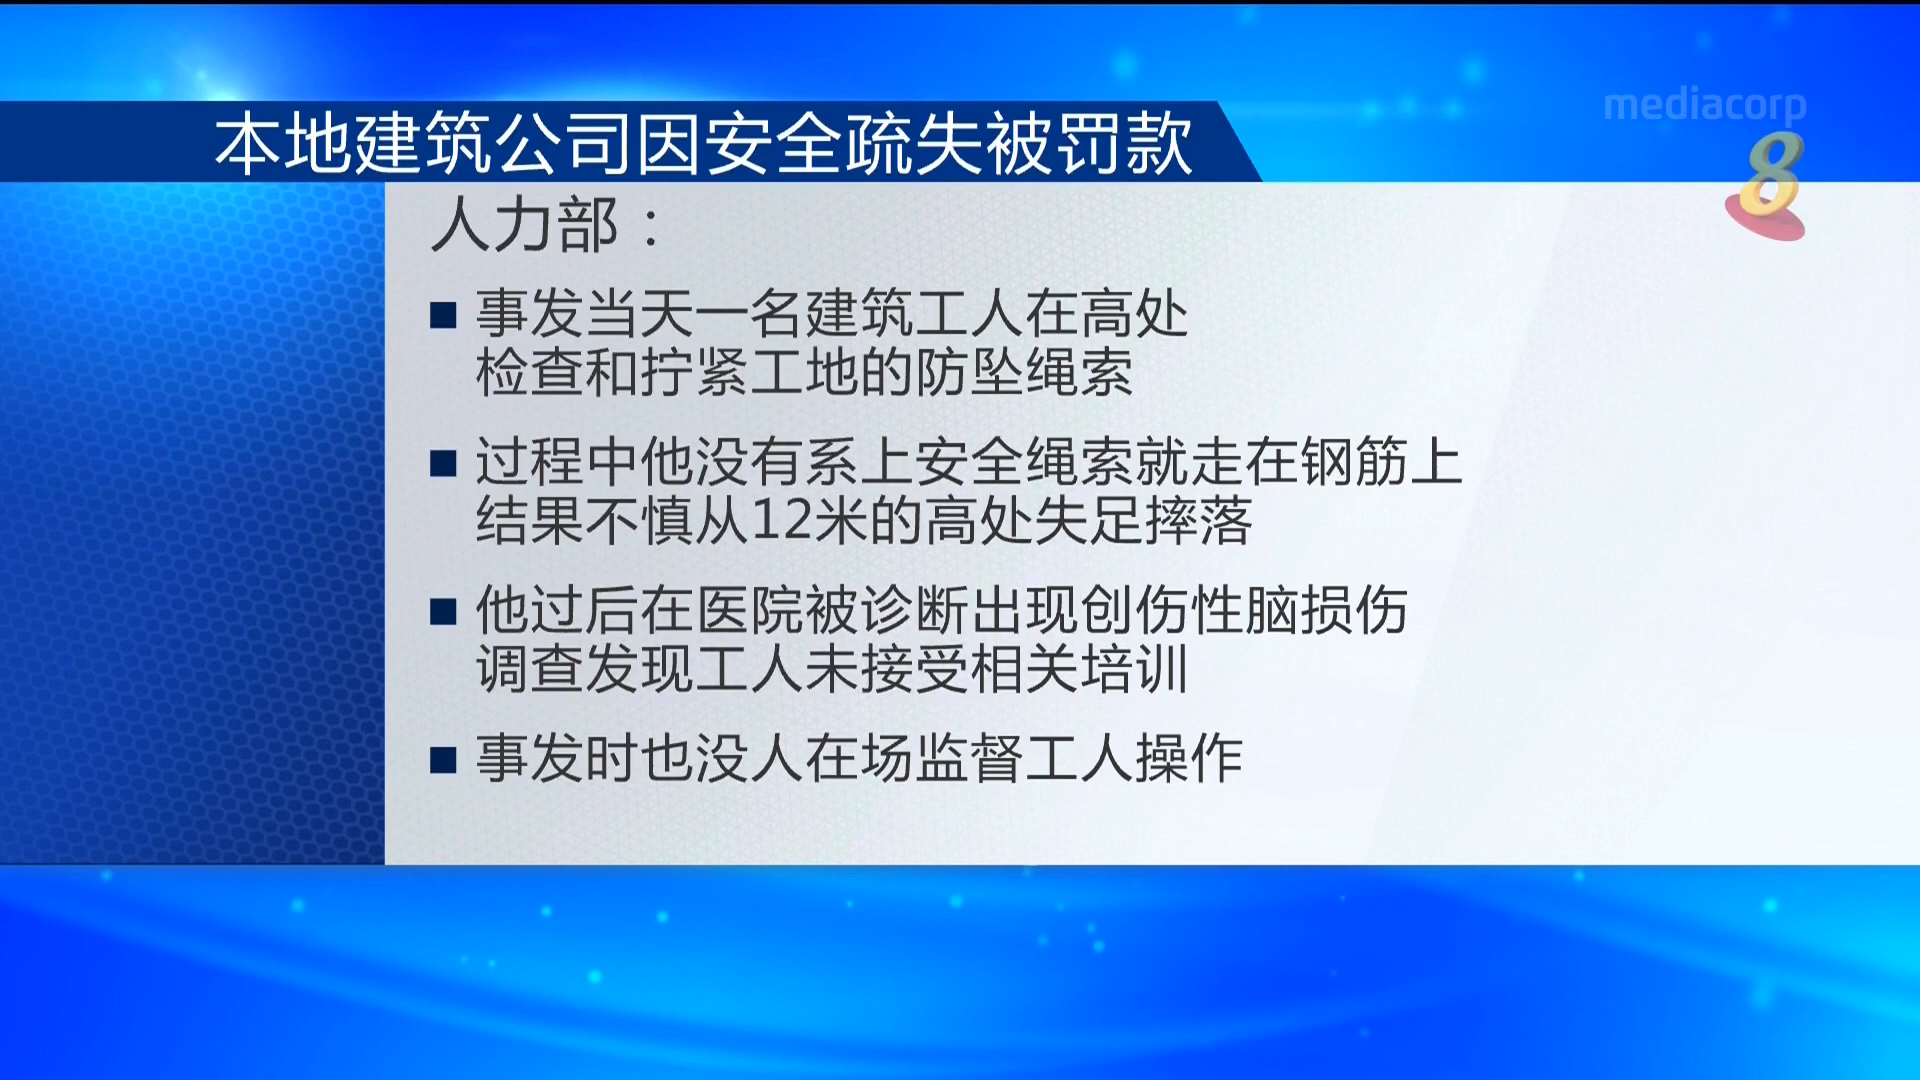 mediacorp
8
本地建筑公司因安全疏失被罚款
人力部：
事发当天一名建筑工人在高处
检查和拧紧工地的防坠绳索
过程中他没有系上安全绳索就走在钢筋上
结果不慎从12米的高处失足摔落
他过后在医院被诊断出现创伤性脑损伤
调查发现工人未接受相关培训
事发时也没人在场监督工人操作